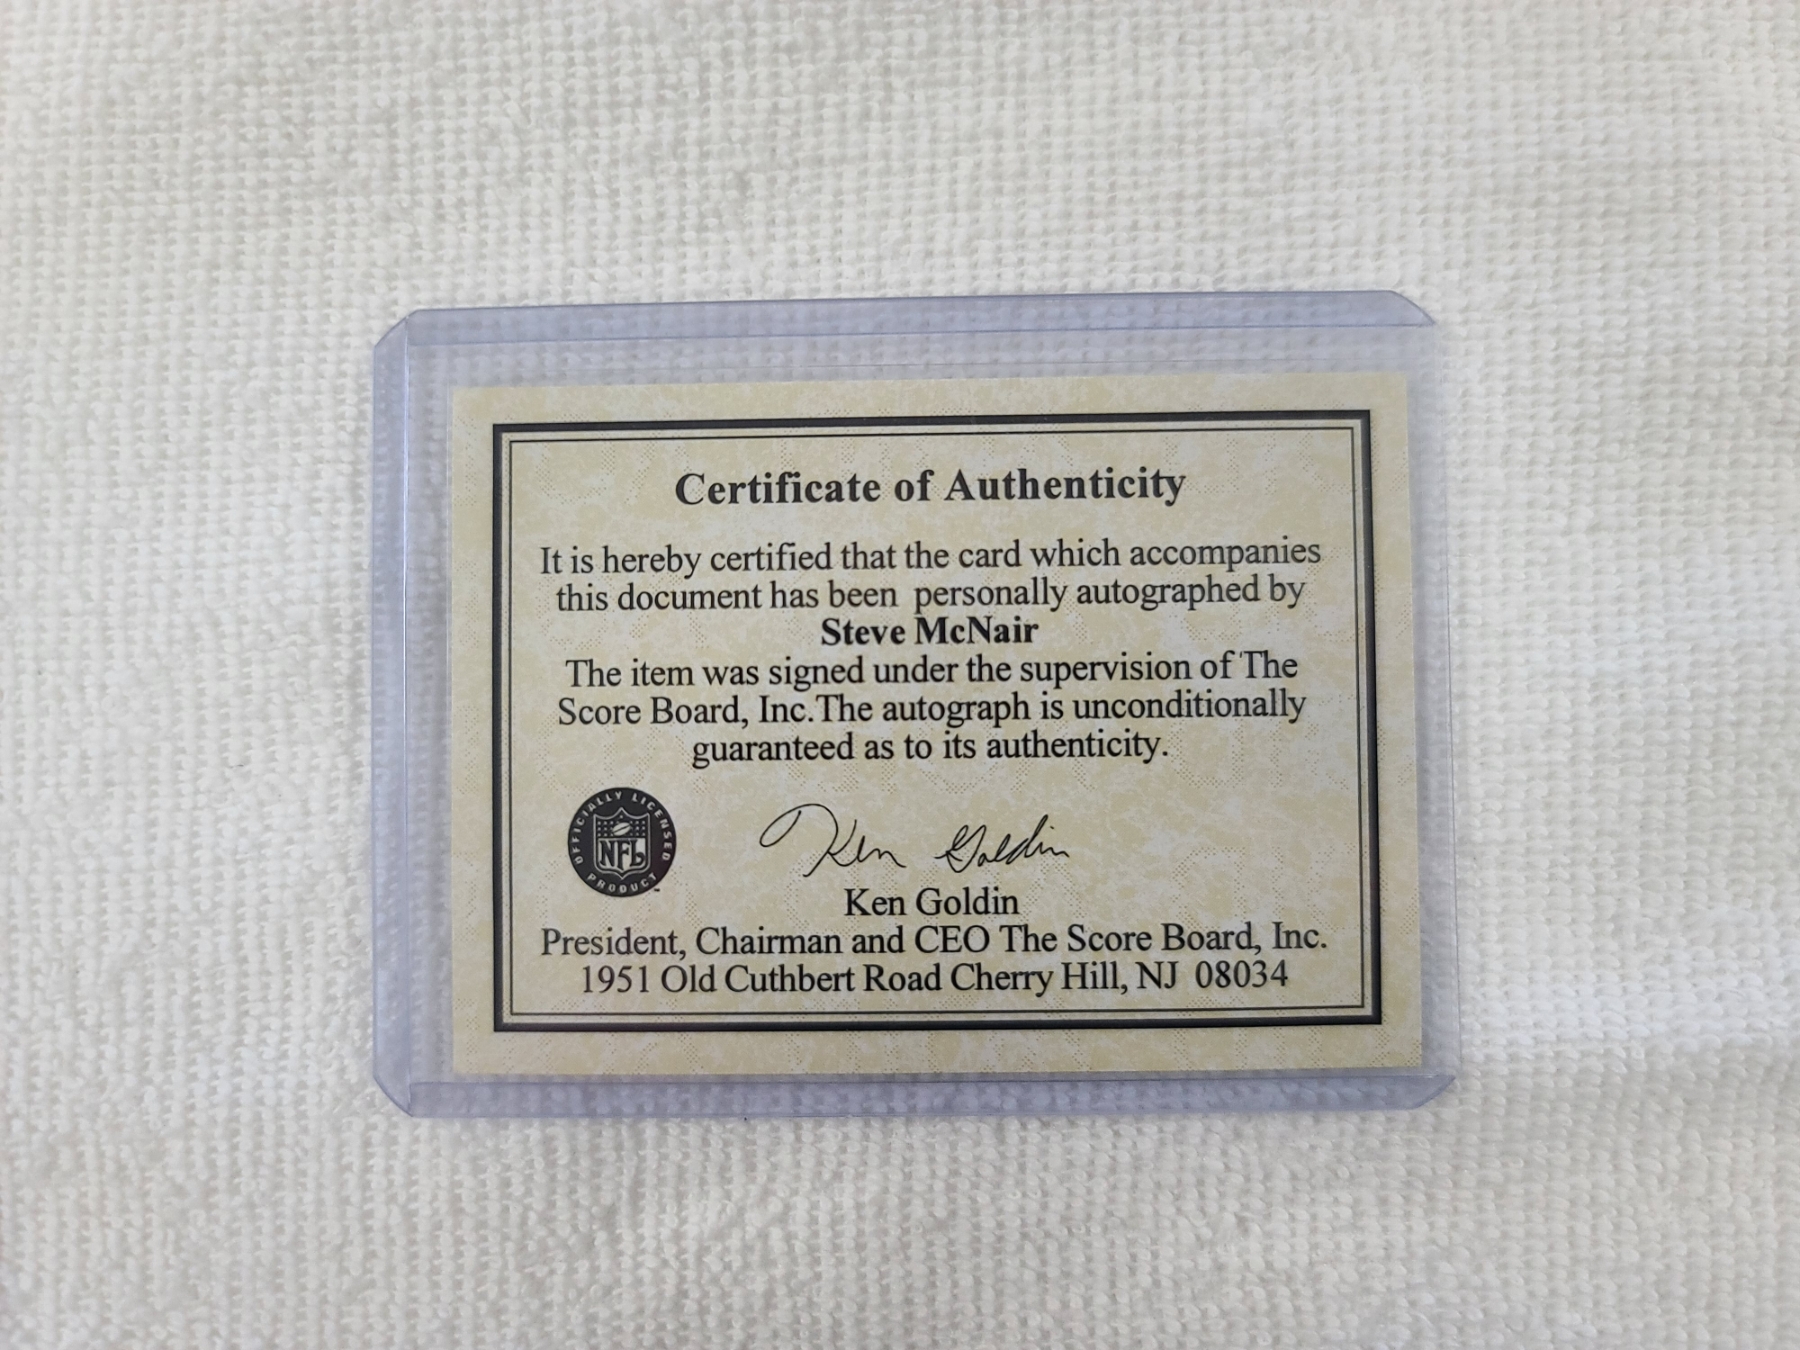 Certificate of Authenticity
It is hereby certified that the card which accompanies
this document has been personally autographed by
Steve McNair
The item was signed under the supervision of The
Score Board, Inc.The autograph is unconditionally
guaranteed as to its authenticity.
OFFICIALLY LICENSED
NFL
PRODUCT
™
Ken Goldin
Ken Goldin
President, Chairman and CEO The Score Board, Inc.
1951 Old Cuthbert Road Cherry Hill, NJ 08034